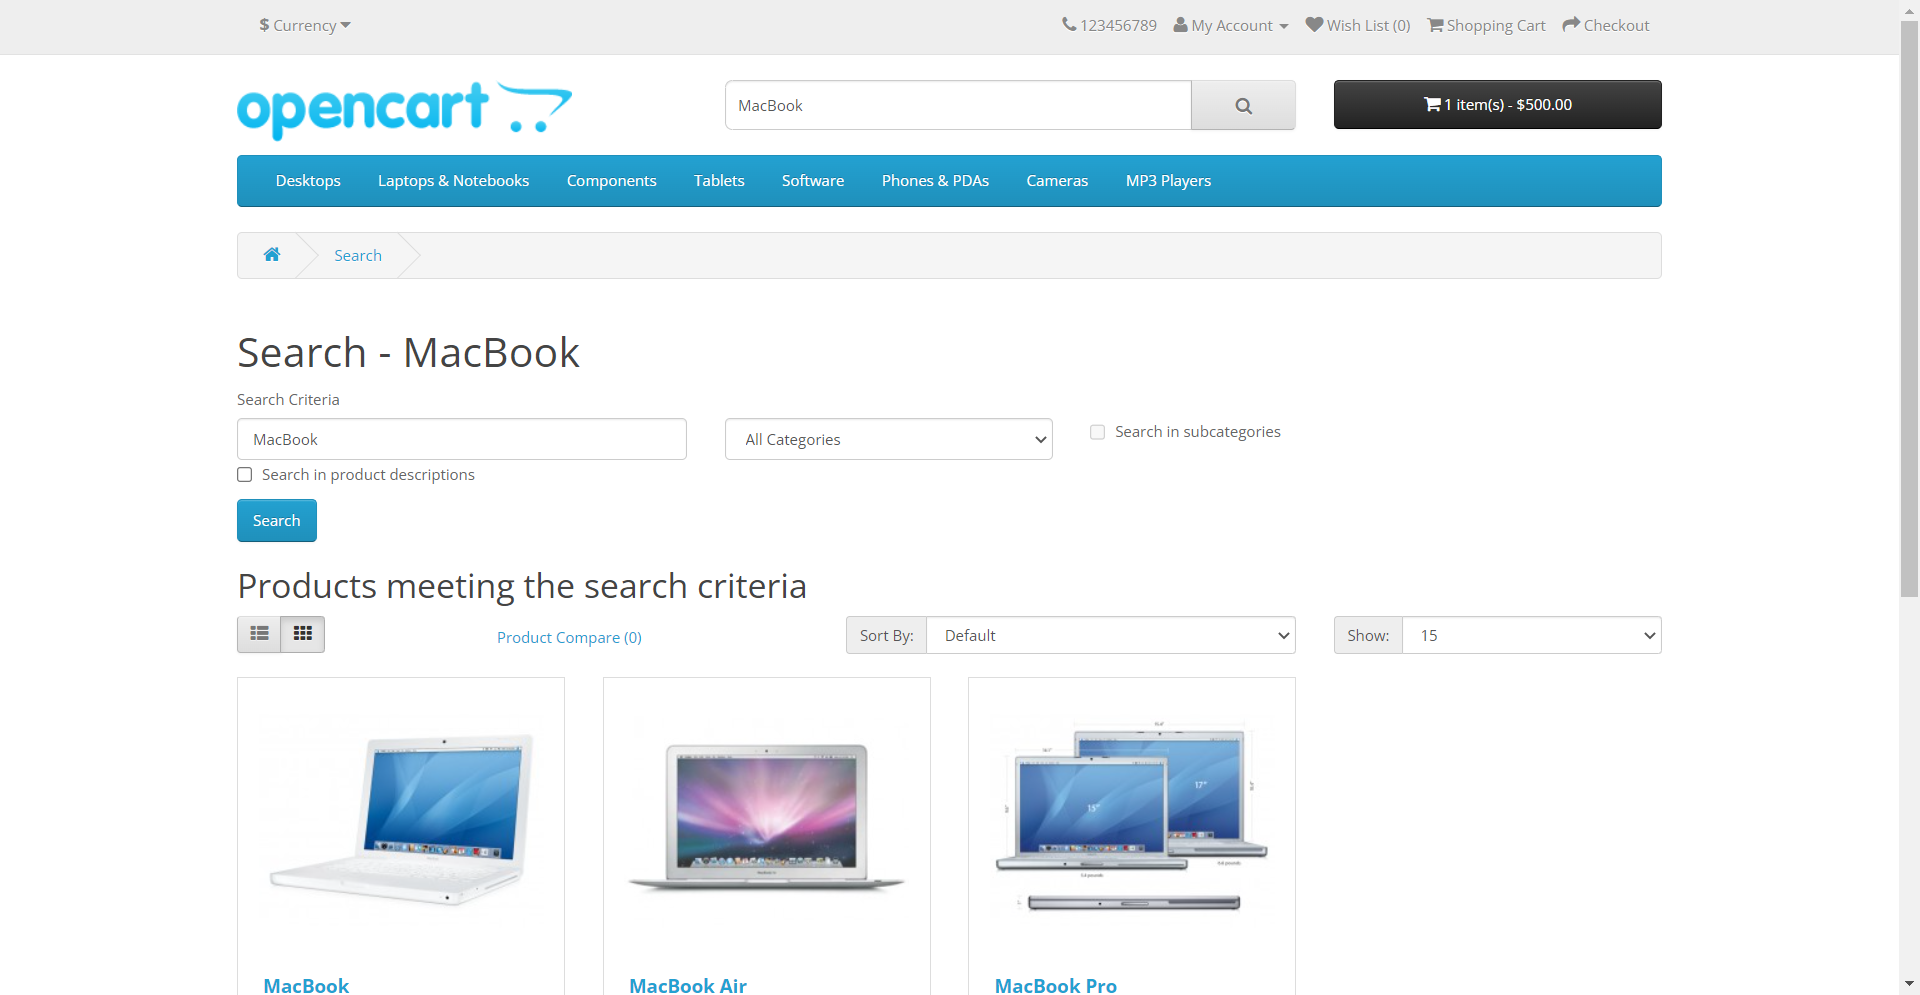 $ Currency
123456789 My Account Wish List (0) Shopping Cart Checkout
opencart
MacBook
1 item(s) - $500.00
Desktops Laptops & Notebooks Components Tablets Software Phones & PDAs Cameras MP3 Players
Search
Search - MacBook
Search Criteria
MacBook All Categories Search in subcategories
Search in product descriptions
Search
Products meeting the search criteria
Product Compare (0) Sort By: Default Show: 15
15" 17"
MacBook MacBook Air MacBook Pro